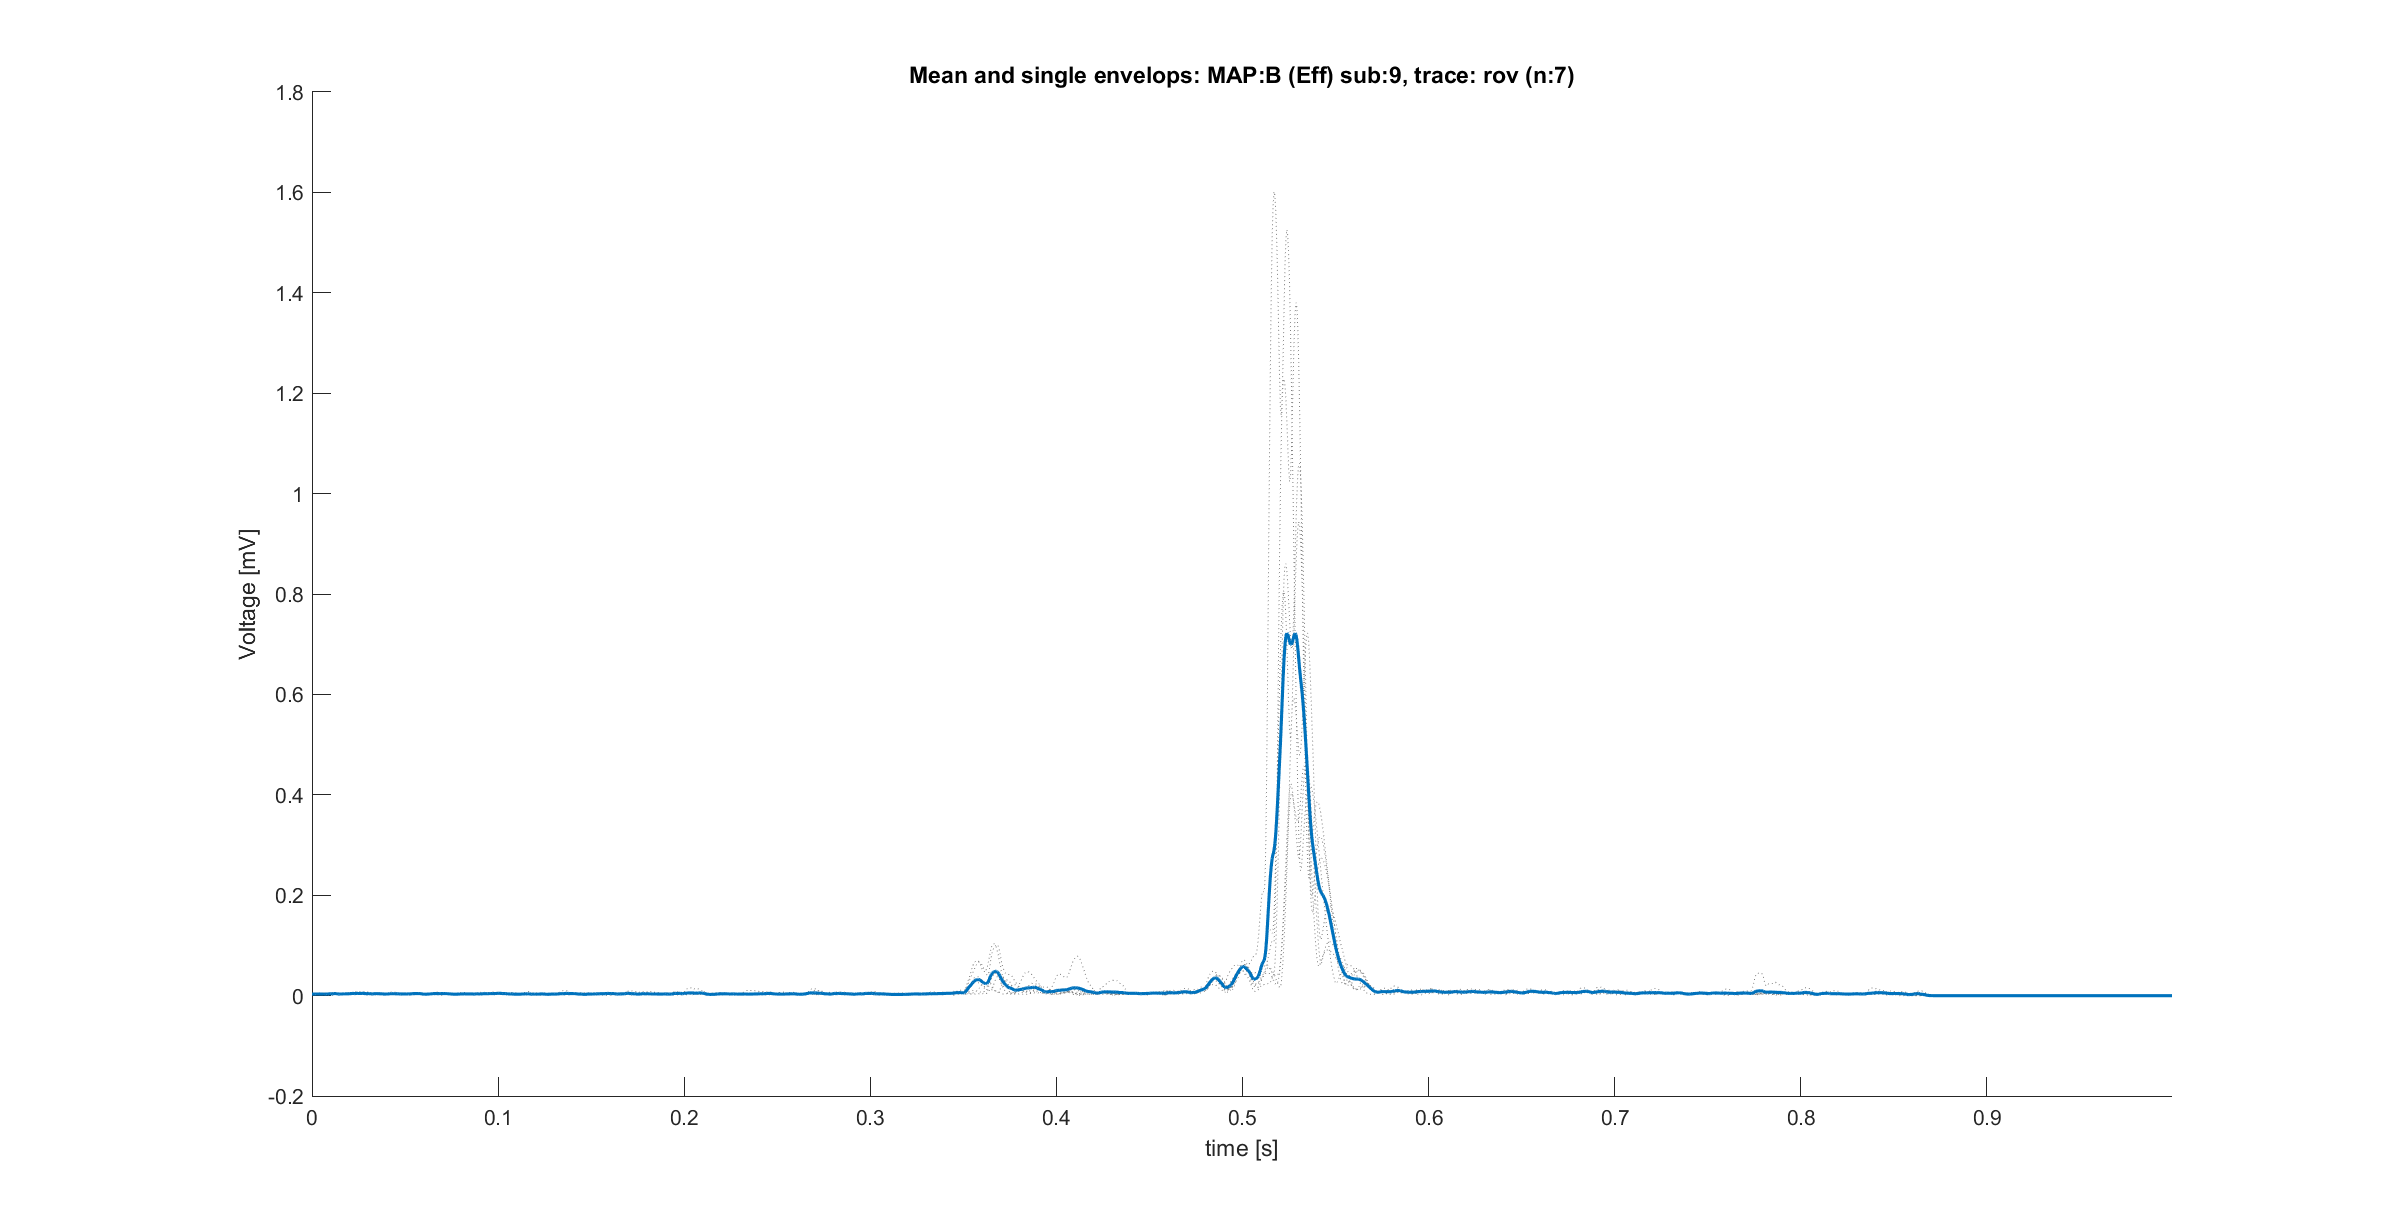 Mean and single envelops: MAP:B (Eff) sub:9, trace: rov (n:7)
1.8
1.6
1.4
1.2
1
0.8
0.6
0.4
0.2
0
-0.2
Voltage [mV]
0 0.1 0.2 0.3 0.4 0.5 0.6 0.7 0.8 0.9
time [s]